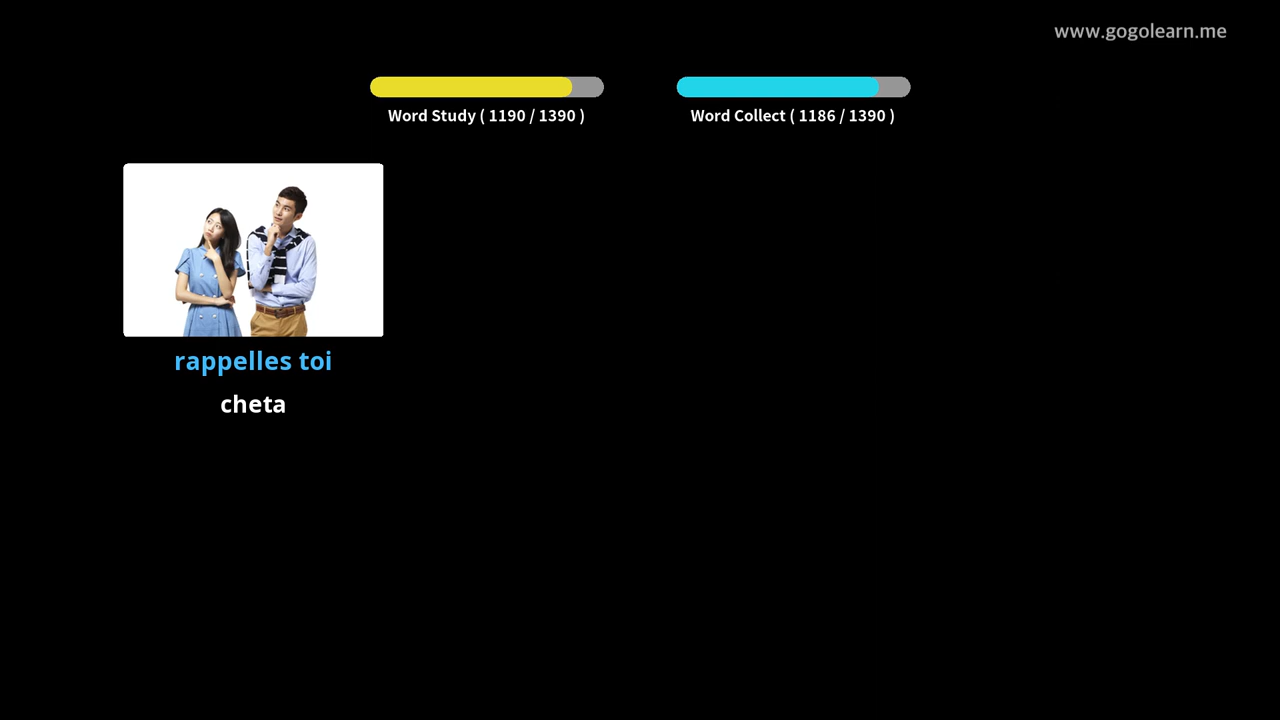 www.gogolearn.me
Word Study ( 1190 / 1390 )
Word Collect ( 1186 / 1390 )
rappelles toi
cheta